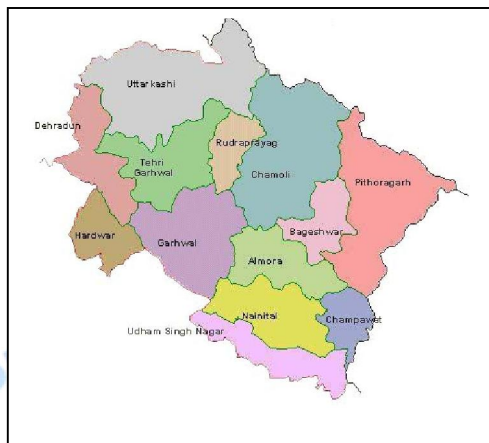 Uttarkashi
Dehradun
Rudraprayag
Tehri
Garhwal
Chamoli
Pithoragarh
Hardwar
Garhwal
Bageshwar
Almora
Nainital
Champawat
Udham Singh Nagar